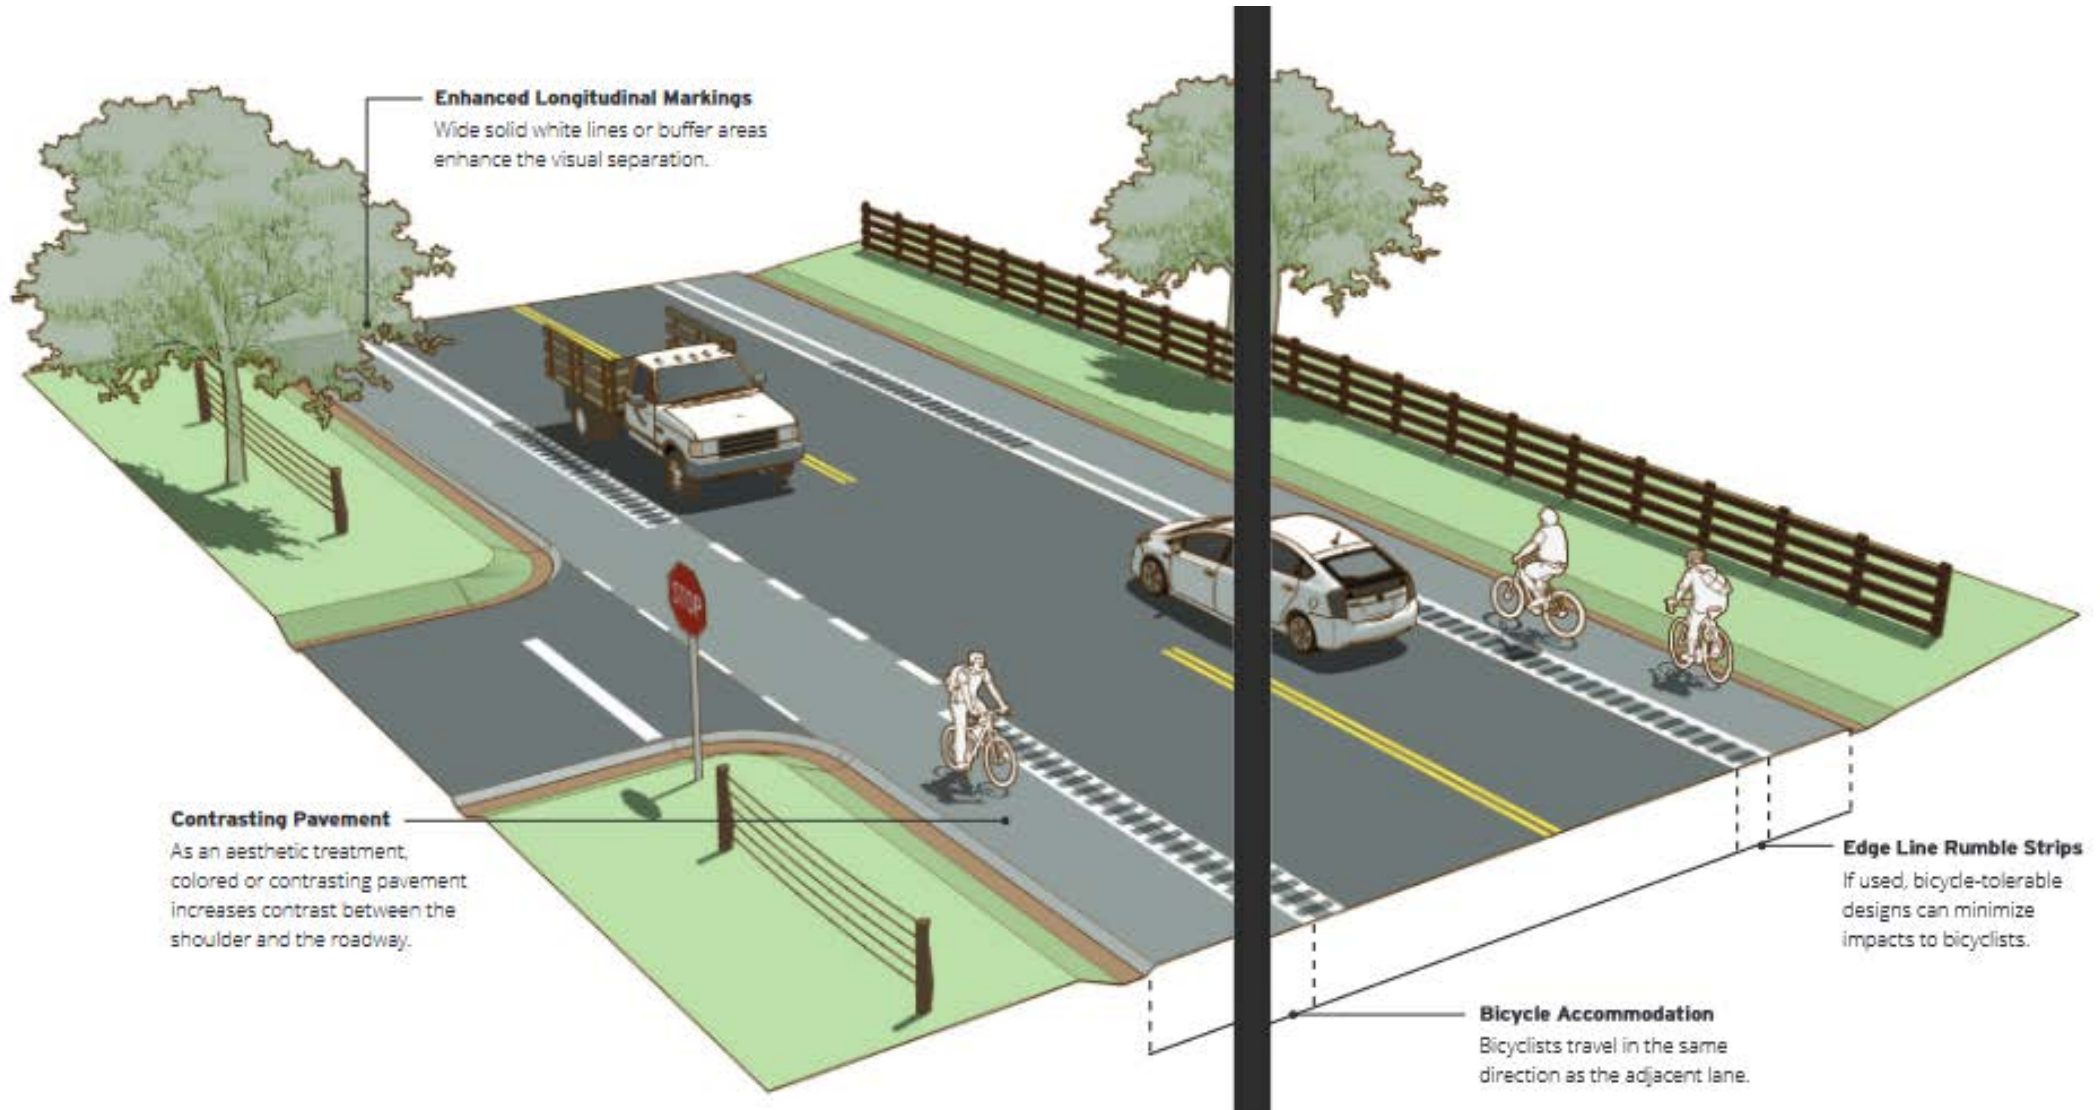 Enhanced Longitudinal Markings
Wide solid white lines or buffer areas
enhance the visual separation.
STOP
Contrasting Pavement
As an aesthetic treatment,
colored or contrasting pavement
increases contrast between the
shoulder and the roadway.
Edge Line Rumble Strips
If used, bicycle-tolerable
designs can minimize
impacts to bicyclists.
Bicycle Accommodation
Bicyclists travel in the same
direction as the adjacent lane.